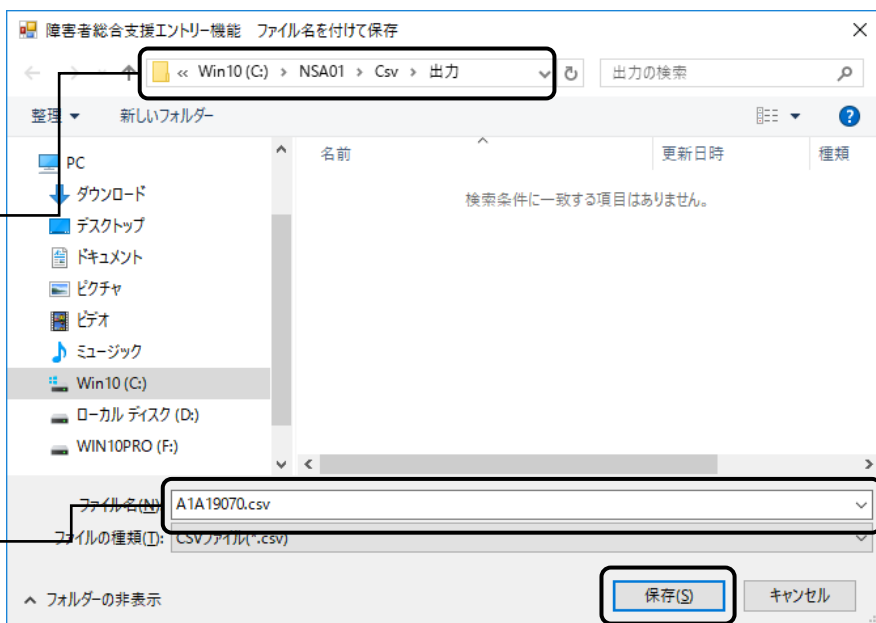 障害者総合支援エントリー機能 ファイル名を付けて保存
« Win10 (C:) > NSA01 > Csv > 出力
出力の検索
整理 新しいフォルダー
名前 更新日時 種類
検索条件に一致する項目はありません。
PC
ダウンロード
デスクトップ
ドキュメント
ピクチャ
ビデオ
ミュージック
Win10 (C:)
ローカル ディスク (D:)
WIN10PRO (F:)
ファイル名(N): A1A19070.csv
ファイルの種類(T): CSVファイル(*.csv)
フォルダーの非表示
保存(S) キャンセル